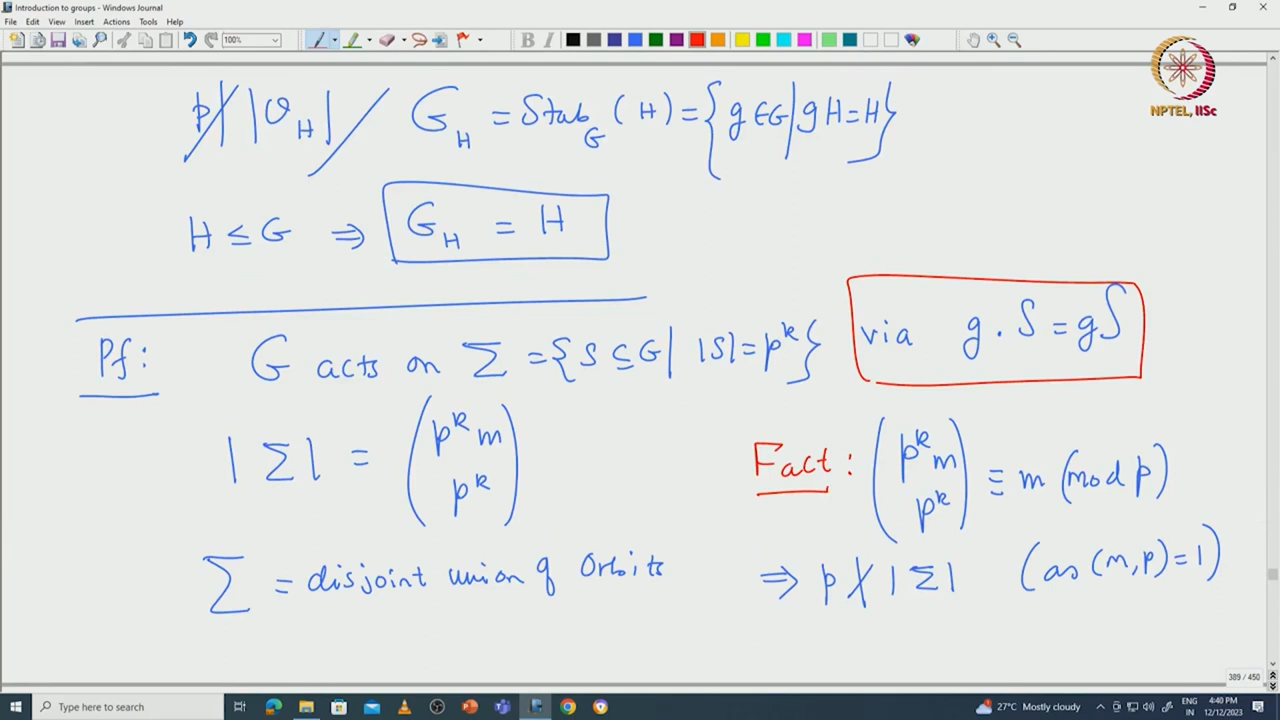 Introduction to groups - Windows Journal
File Edit View Insert Actions Tools Help
100%
NPTEL, IISc
p ∤ |O_H| / G_H = Stab_G (H) = {g ∈ G | gH = H}
H ≤ G ⇒ G_H = H
Pf: G acts on Σ = {S ⊆ G | |S| = p^k} via g . S = gS
|Σ| = \binom{p^k m}{p^k} Fact: \binom{p^k m}{p^k} ≡ m (mod p)
Σ = disjoint union of Orbits ⇒ p ∤ |Σ| (as (m, p) = 1)
389 / 450
Type here to search
27°C Mostly cloudy
ENG
IN
4:40 PM
12/12/2023